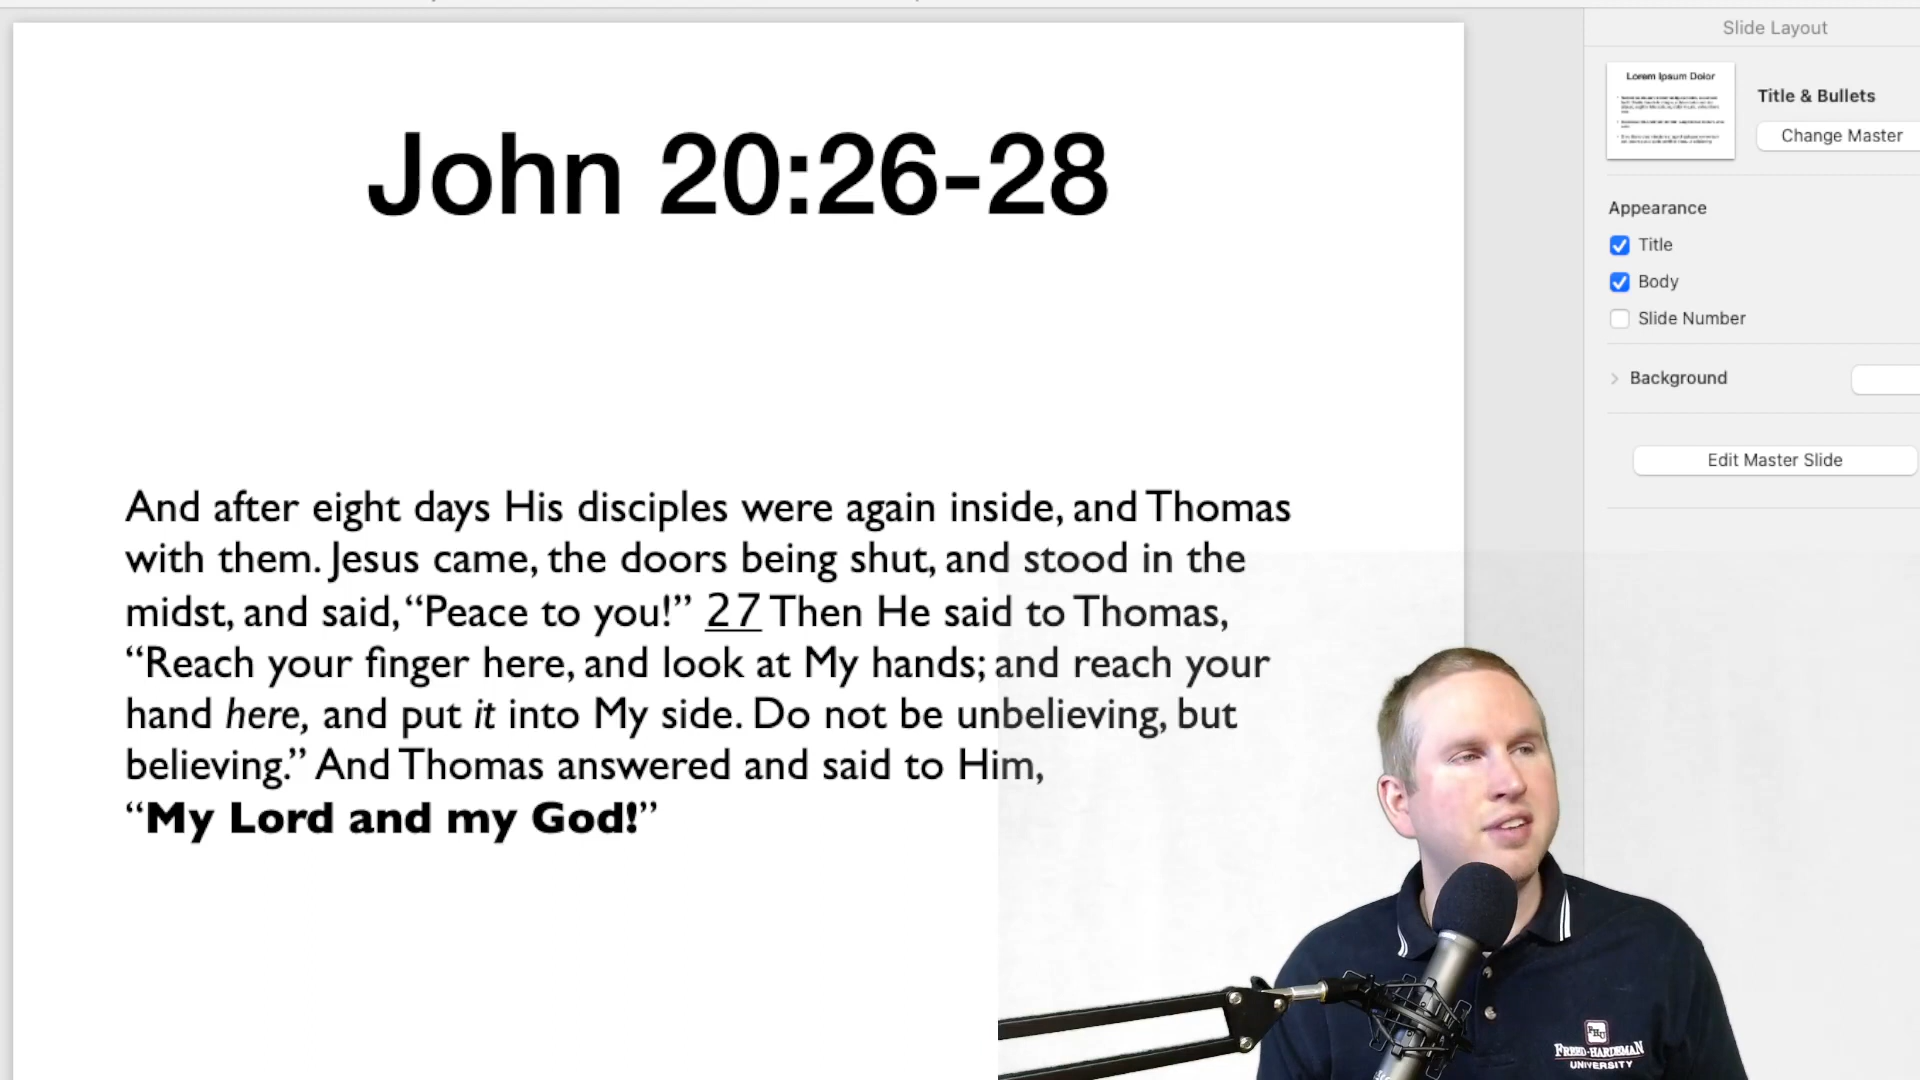 Slide Layout
Lorem Ipsum Dolor
Title & Bullets
Change Master
Appearance
Title
Body
Slide Number
Background
Edit Master Slide
John 20:26-28
And after eight days His disciples were again inside, and Thomas
with them. Jesus came, the doors being shut, and stood in the
midst, and said, “Peace to you!” 27 Then He said to Thomas,
“Reach your finger here, and look at My hands; and reach your
hand here, and put it into My side. Do not be unbelieving, but
believing.” And Thomas answered and said to Him,
“My Lord and my God!”
FHU
FREED-HARDEMAN
UNIVERSITY